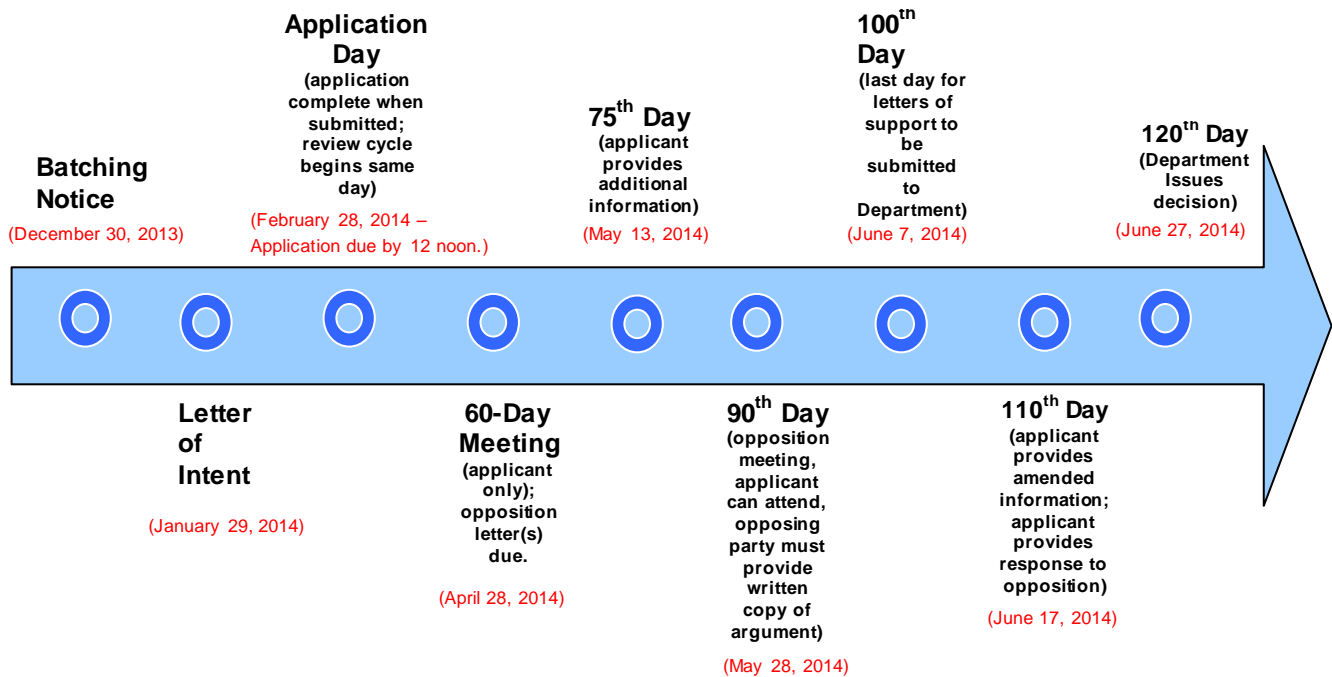 Batching
Notice
(December 30, 2013)
Letter
of
Intent
(January 29, 2014)
Application
Day
(application
complete when
submitted;
review cycle
begins same
day)
(February 28, 2014 –
Application due by 12 noon.)
60-Day
Meeting
(applicant
only);
opposition
letter(s)
due.
(April 28, 2014)
75th Day
(applicant
provides
additional
information)
(May 13, 2014)
90th Day
(opposition
meeting,
applicant
can attend,
opposing
party must
provide
written
copy of
argument)
(May 28, 2014)
100th
Day
(last day for
letters of
support to
be
submitted
to
Department)
(June 7, 2014)
110th Day
(applicant
provides
amended
information;
applicant
provides
response to
opposition)
(June 17, 2014)
120th Day
(Department
Issues
decision)
(June 27, 2014)